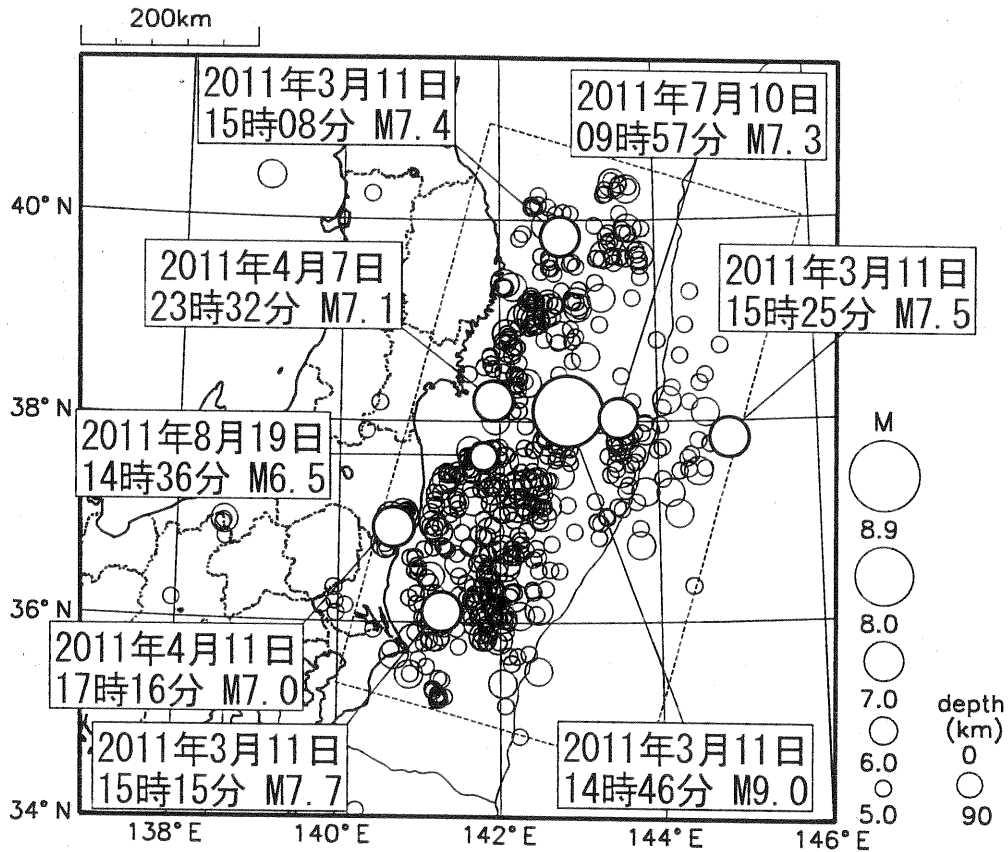 200km
2011年3月11日
15時08分 M7.4
2011年7月10日
09時57分 M7.3
40°N
2011年4月7日
23時32分 M7.1
2011年3月11日
15時25分 M7.5
38°N
2011年8月19日
14時36分 M6.5
M
8.9
8.0
7.0
6.0
5.0
depth
(km)
0
90
36°N
2011年4月11日
17時16分 M7.0
2011年3月11日
15時15分 M7.7
2011年3月11日
14時46分 M9.0
34°N
138°E
140°E
142°E
144°E
146°E